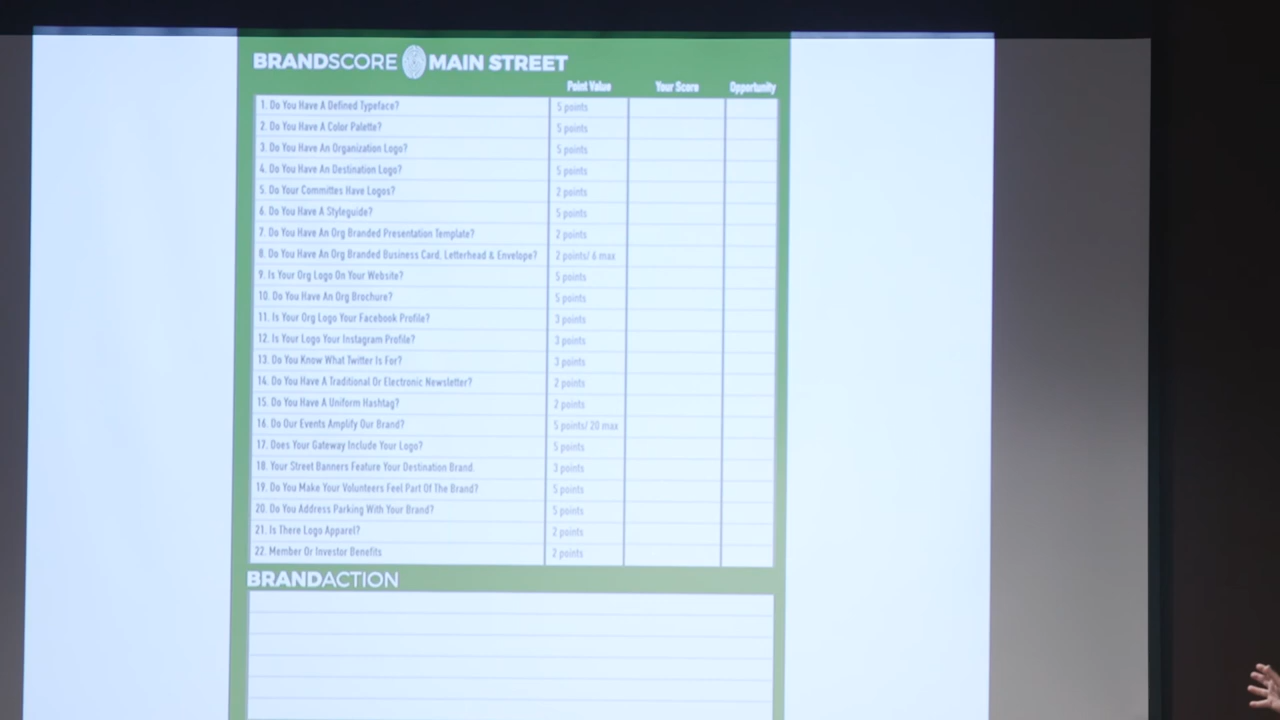 BRANDSCORE MAIN STREET
Point Value Your Score Opportunity
1. Do You Have A Defined Typeface? 5 points
2. Do You Have A Color Palette? 5 points
3. Do You Have An Organization Logo? 5 points
4. Do You Have An Destination Logo? 5 points
5. Do Your Committes Have Logos? 2 points
6. Do You Have A Styleguide? 5 points
7. Do You Have An Org Branded Presentation Template? 2 points
8. Do You Have An Org Branded Business Card, Letterhead & Envelope? 2 points/ 6 max
9. Is Your Org Logo On Your Website? 5 points
10. Do You Have An Org Brochure? 5 points
11. Is Your Org Logo Your Facebook Profile? 3 points
12. Is Your Logo Your Instagram Profile? 3 points
13. Do You Know What Twitter Is For? 3 points
14. Do You Have A Traditional Or Electronic Newsletter? 2 points
15. Do You Have A Uniform Hashtag? 2 points
16. Do Our Events Amplify Our Brand? 5 points/ 20 max
17. Does Your Gateway Include Your Logo? 5 points
18. Your Street Banners Feature Your Destination Brand. 3 points
19. Do You Make Your Volunteers Feel Part Of The Brand? 5 points
20. Do You Address Parking With Your Brand? 5 points
21. Is There Logo Apparel? 2 points
22. Member Or Investor Benefits 2 points
BRANDACTION